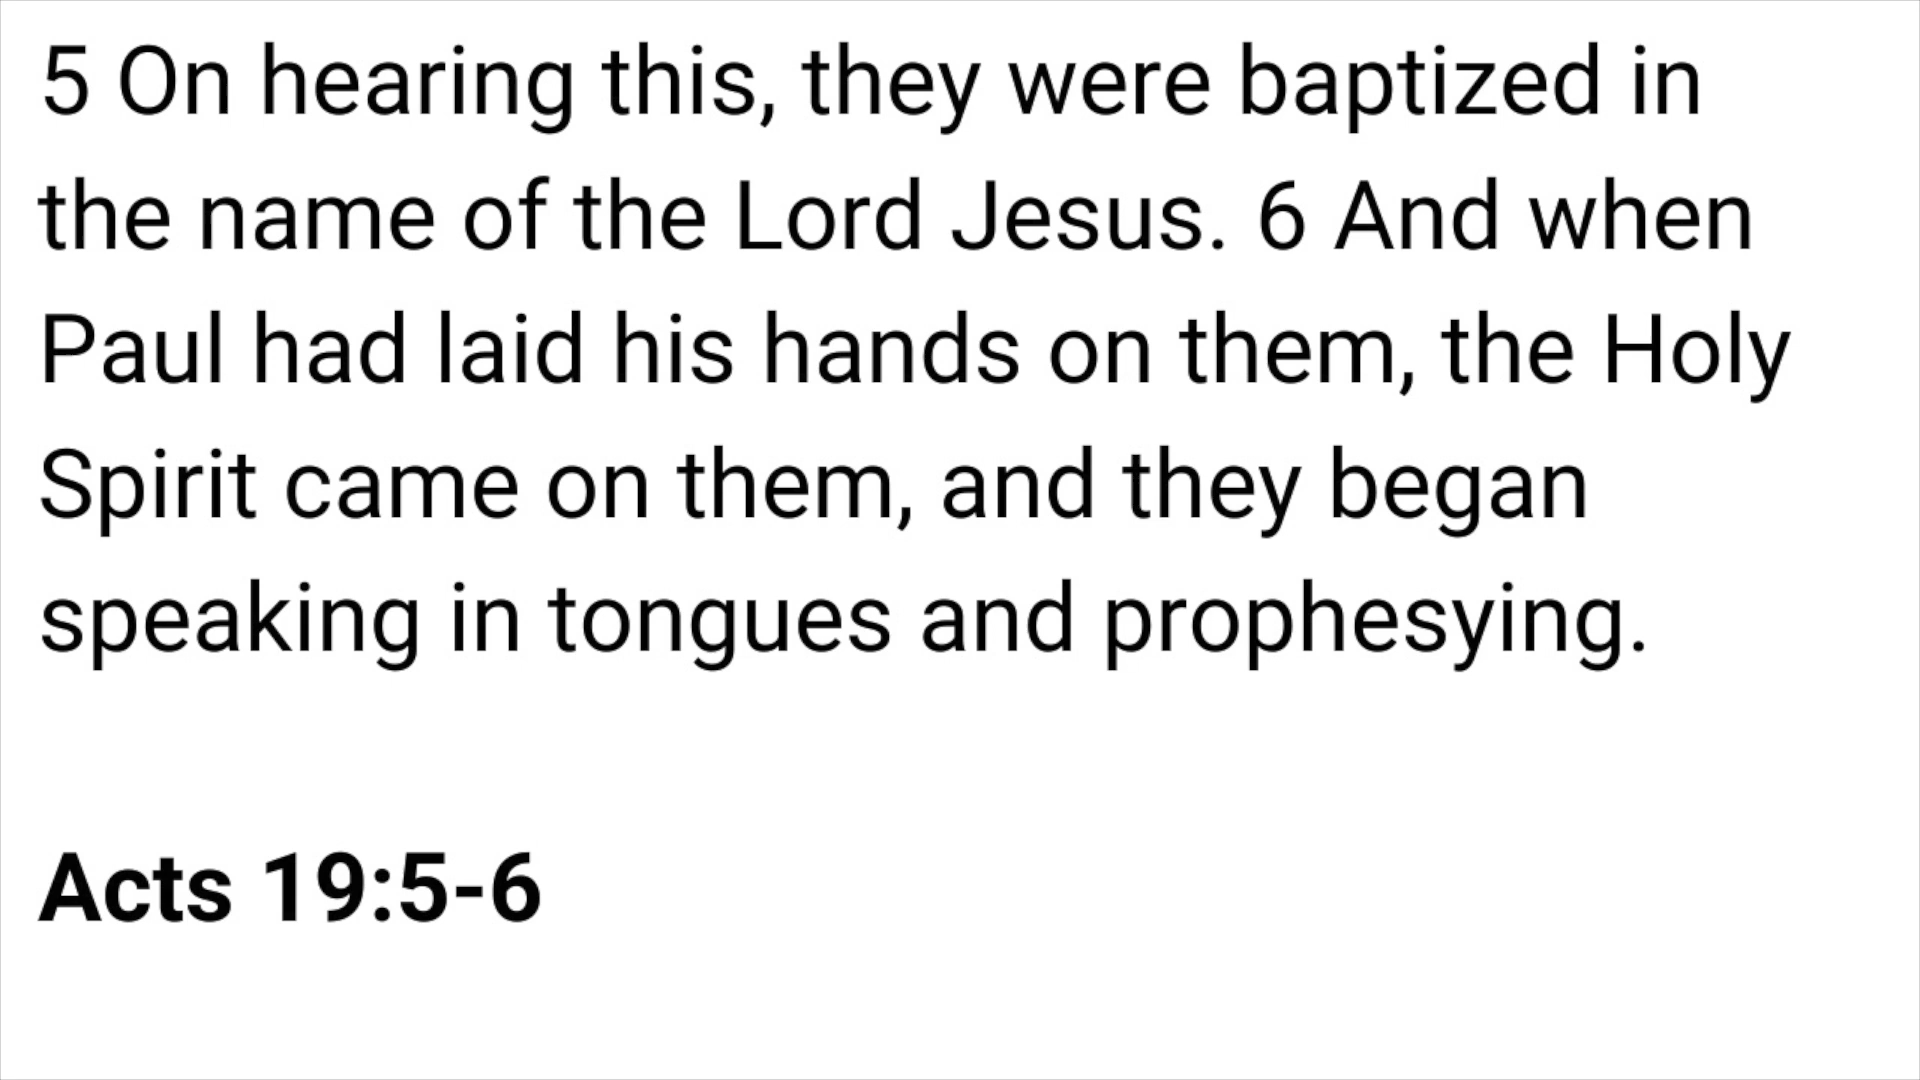 5 On hearing this, they were baptized in
the name of the Lord Jesus. 6 And when
Paul had laid his hands on them, the Holy
Spirit came on them, and they began
speaking in tongues and prophesying.
Acts 19:5-6